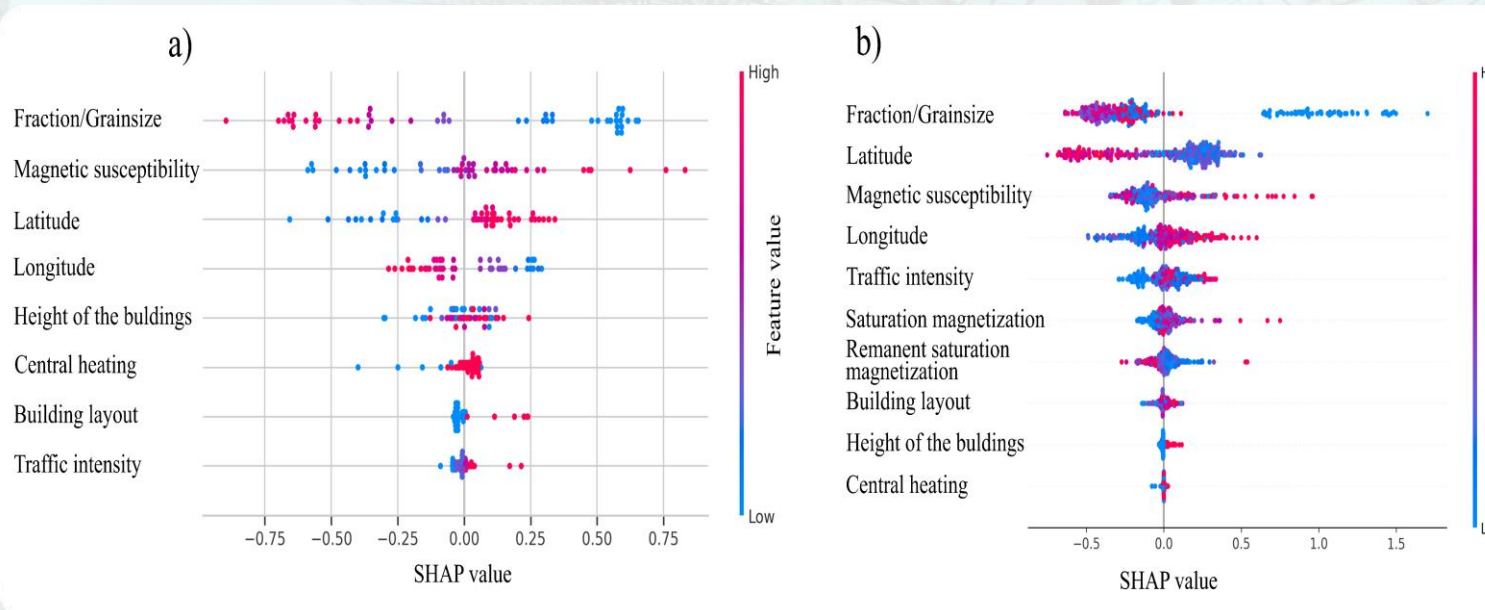 a)
Fraction/Grainsize
Magnetic susceptibility
Latitude
Longitude
Height of the buldings
Central heating
Building layout
Traffic intensity
−0.75 −0.50 −0.25 0.00 0.25 0.50 0.75
SHAP value
High
Feature value
Low
b)
Fraction/Grainsize
Latitude
Magnetic susceptibility
Longitude
Traffic intensity
Saturation magnetization
Remanent saturation
magnetization
Building layout
Height of the buldings
Central heating
−0.5 0.0 0.5 1.0 1.5
SHAP value